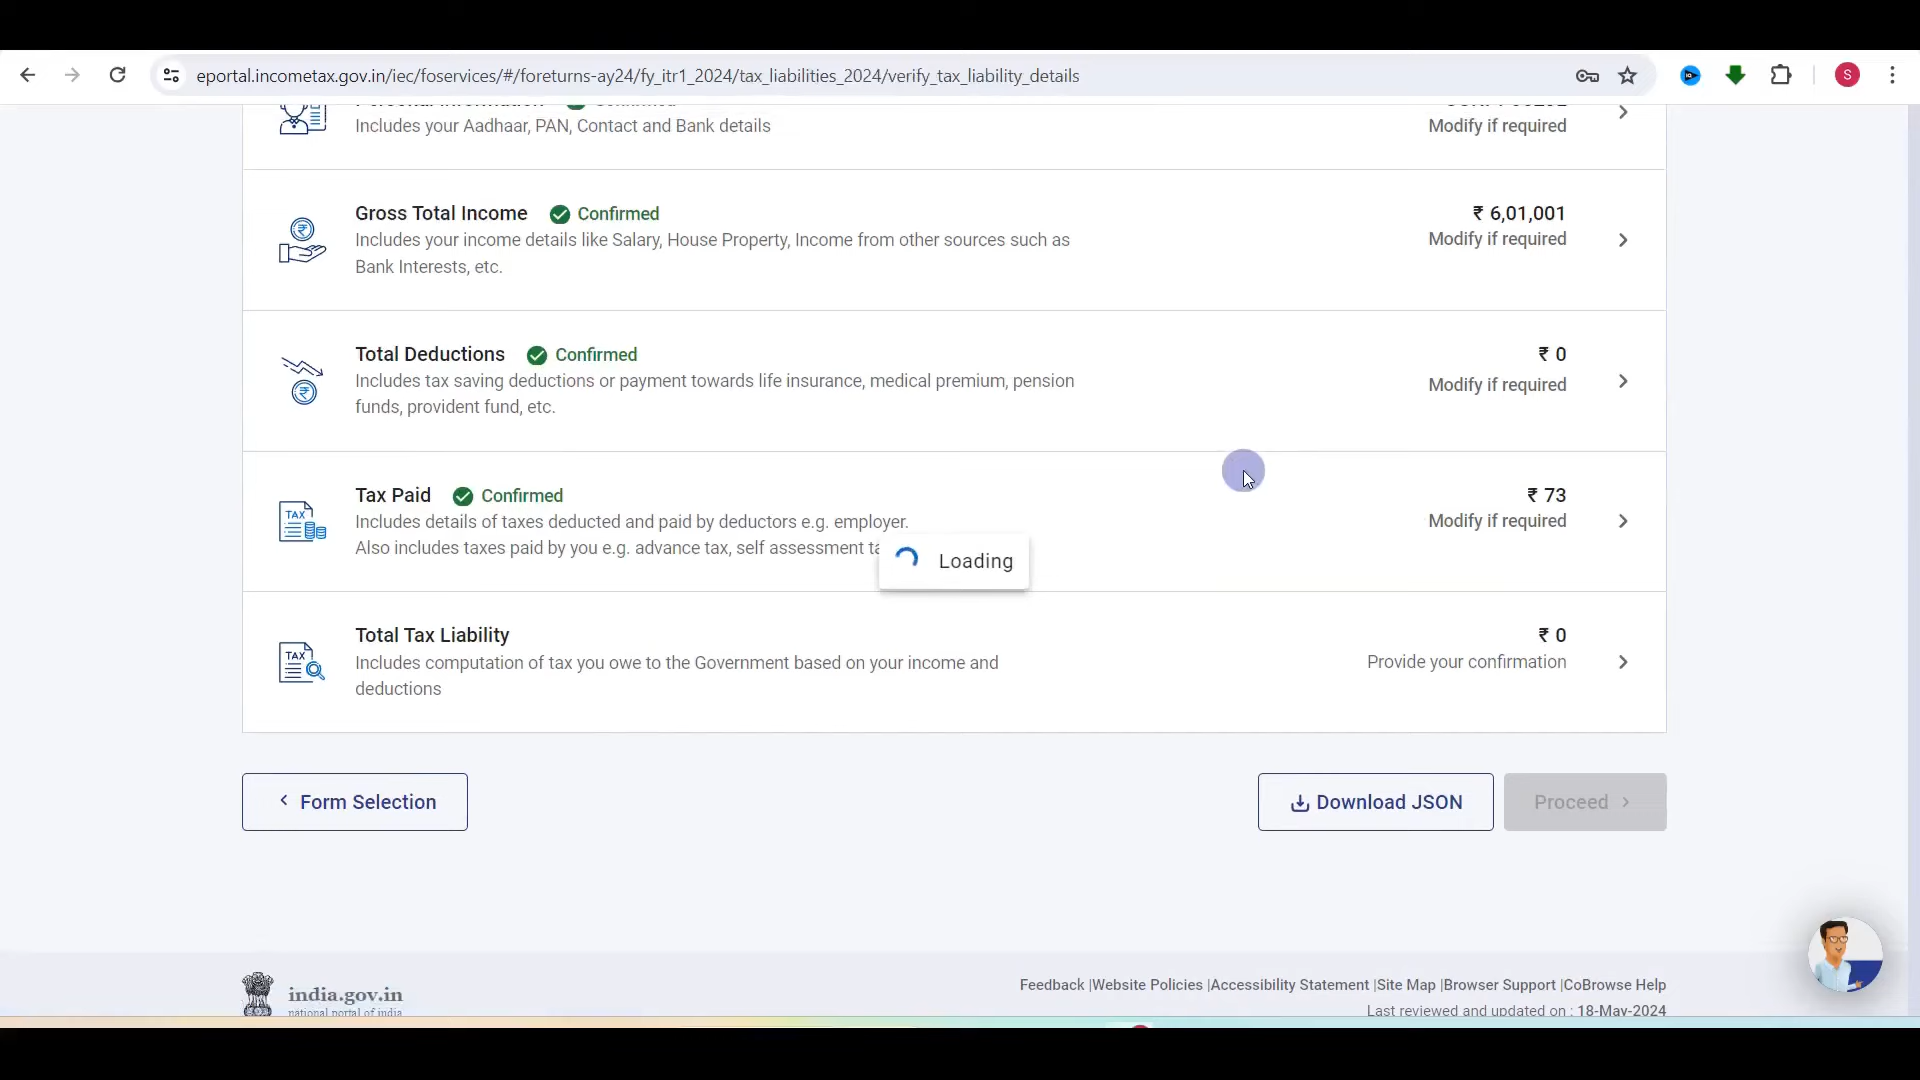 eportal.incometax.gov.in/iec/foservices/#/foreturns-ay24/fy_itr1_2024/tax_liabilities_2024/verify_tax_liability_details
S
Personal Information Confirmed
Includes your Aadhaar, PAN, Contact and Bank details
Modify if required
Gross Total Income Confirmed
₹ 6,01,001
Includes your income details like Salary, House Property, Income from other sources such as
Modify if required
Bank Interests, etc.
Total Deductions Confirmed
₹ 0
Includes tax saving deductions or payment towards life insurance, medical premium, pension
Modify if required
funds, provident fund, etc.
Tax Paid Confirmed
₹ 73
TAX
Includes details of taxes deducted and paid by deductors e.g. employer.
Modify if required
Also includes taxes paid by you e.g. advance tax, self assessment
Loading
Total Tax Liability
₹ 0
TAX
Includes computation of tax you owe to the Government based on your income and
Provide your confirmation
deductions
Form Selection
Download JSON
Proceed
india.gov.in
national portal of india
Feedback |Website Policies |Accessibility Statement |Site Map |Browser Support |CoBrowse Help
Last reviewed and updated on : 18-May-2024